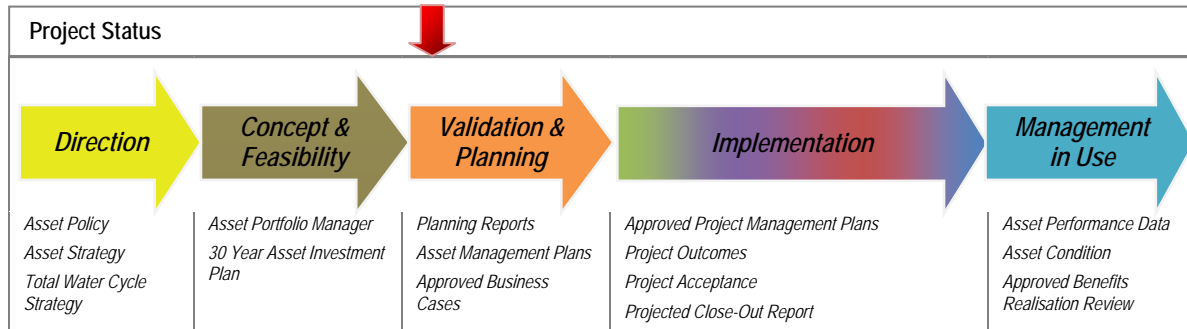 Project Status
Direction
Concept &
Feasibility
Validation &
Planning
Implementation
Management
in Use
Asset Policy
Asset Strategy
Total Water Cycle
Strategy
Asset Portfolio Manager
30 Year Asset Investment
Plan
Planning Reports
Asset Management Plans
Approved Business
Cases
Approved Project Management Plans
Project Outcomes
Project Acceptance
Projected Close-Out Report
Asset Performance Data
Asset Condition
Approved Benefits
Realisation Review